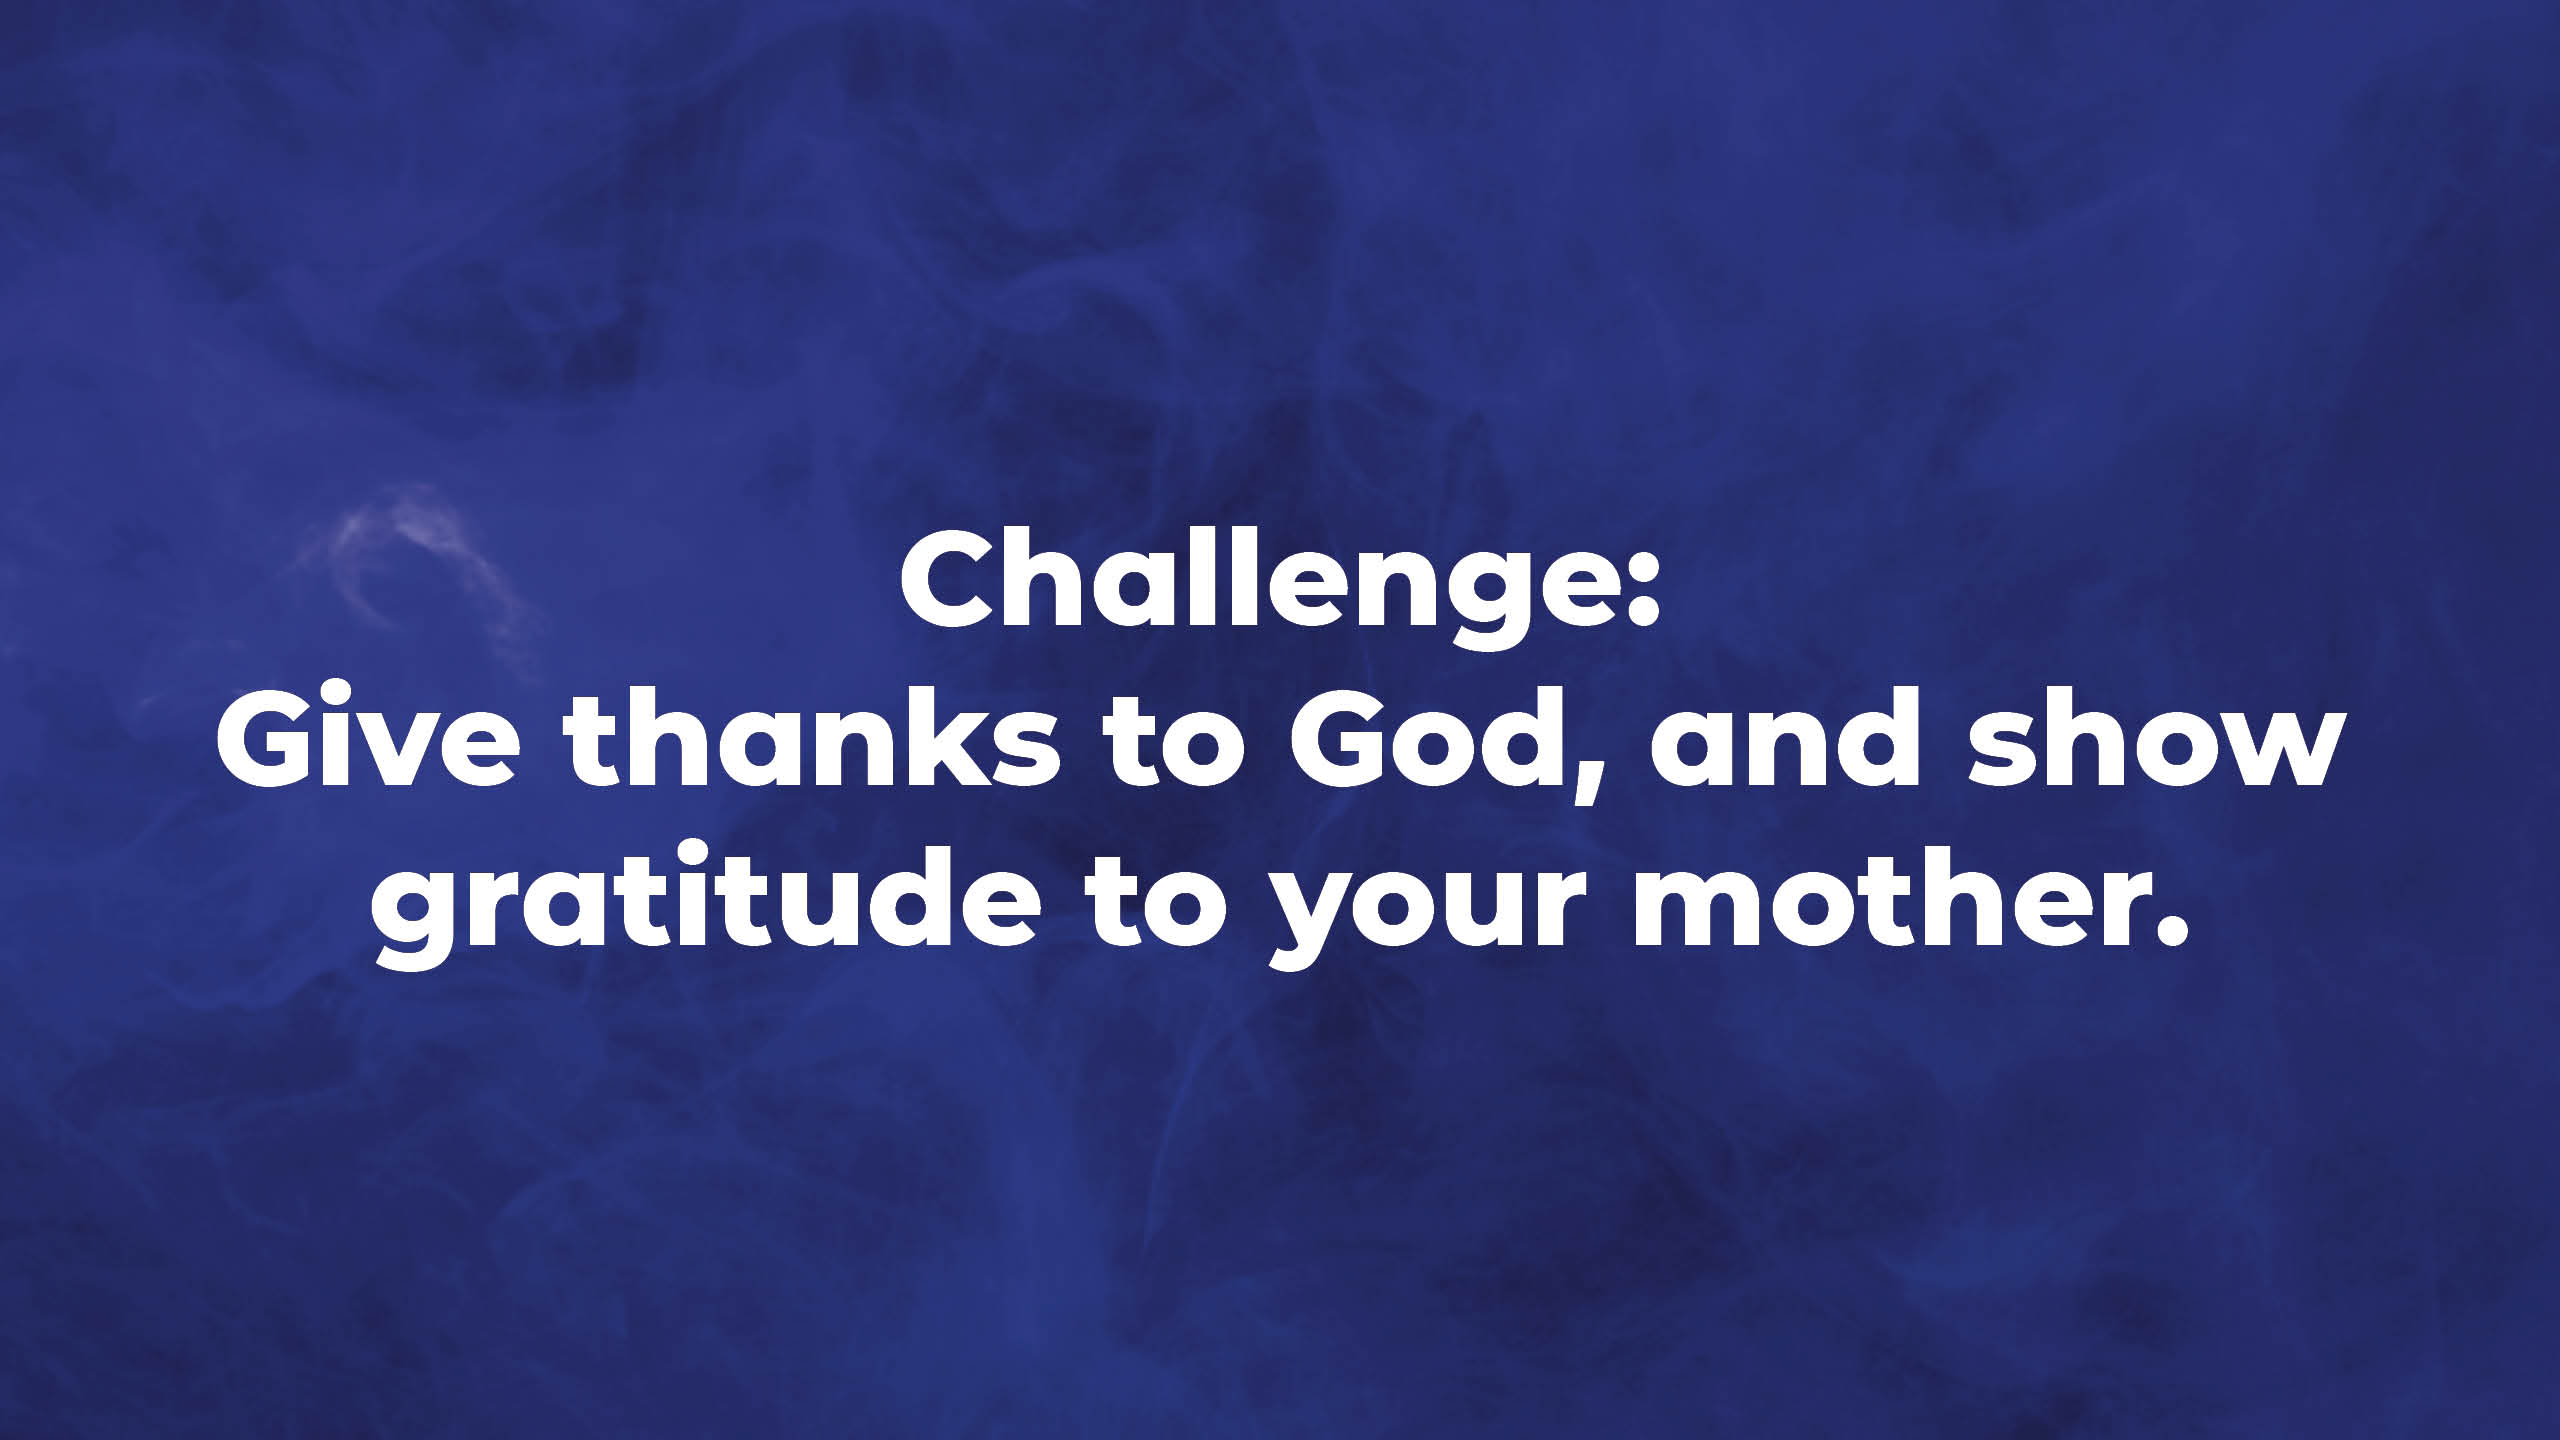 Challenge:
Give thanks to God, and show
gratitude to your mother.